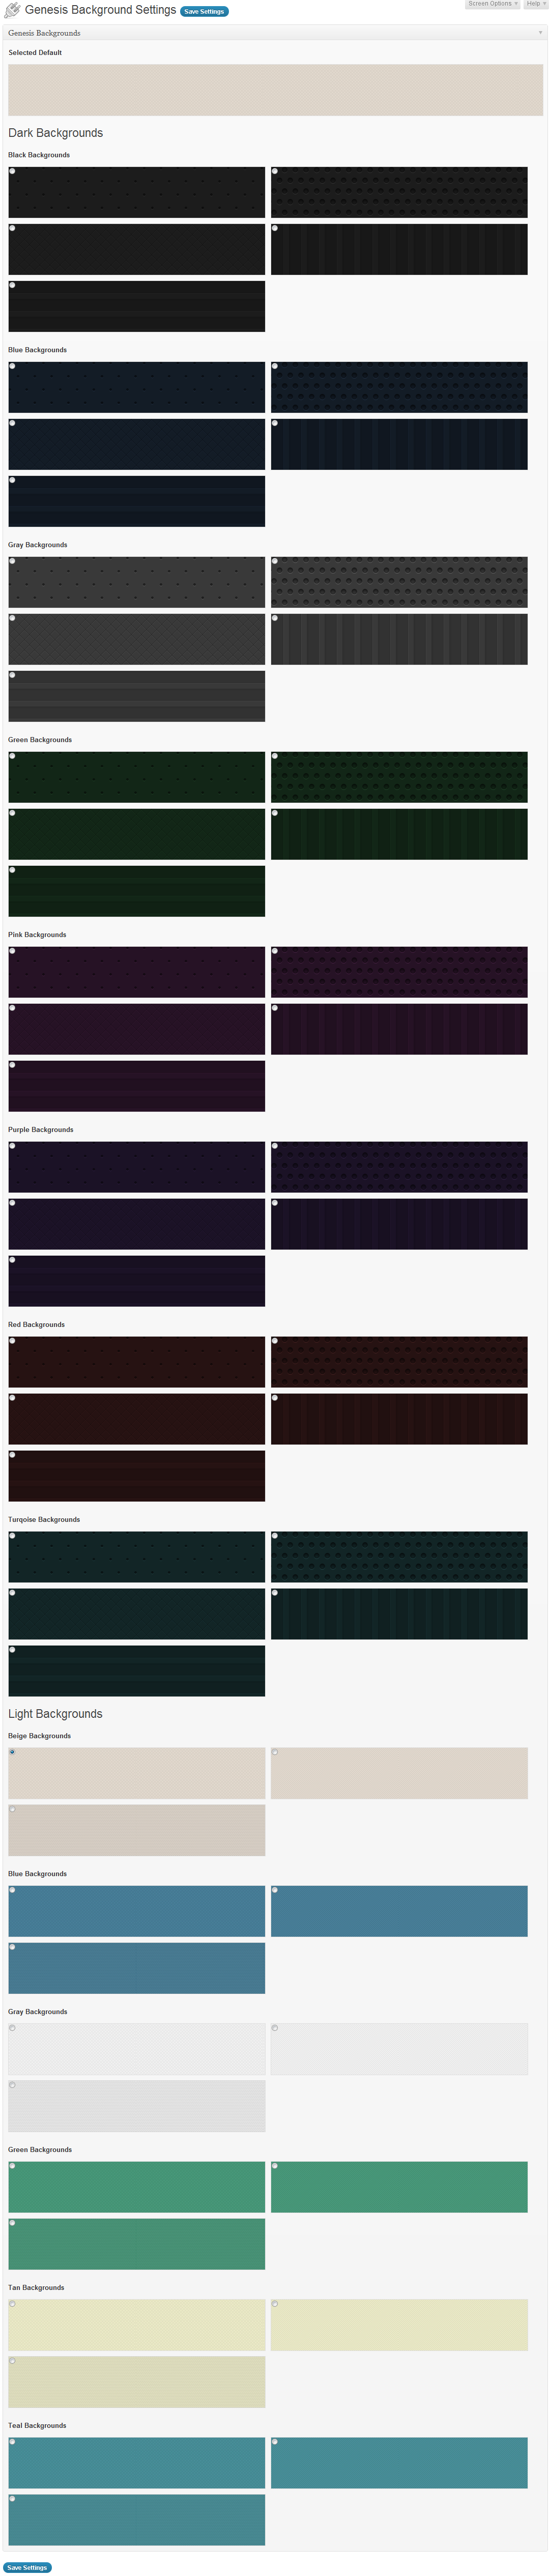 Genesis Background Settings Save Settings Screen Options Help
Genesis Backgrounds
Selected Default
Dark Backgrounds
Black Backgrounds
Blue Backgrounds
Gray Backgrounds
Green Backgrounds
Pink Backgrounds
Purple Backgrounds
Red Backgrounds
Turqoise Backgrounds
Light Backgrounds
Beige Backgrounds
Blue Backgrounds
Gray Backgrounds
Green Backgrounds
Tan Backgrounds
Teal Backgrounds
Save Settings